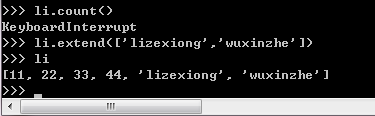 >>> li.count()
KeyboardInterrupt
>>> li.extend(['lizexiong','wuxinzhe'])
>>> li
[11, 22, 33, 44, 'lizexiong', 'wuxinzhe']
>>> _